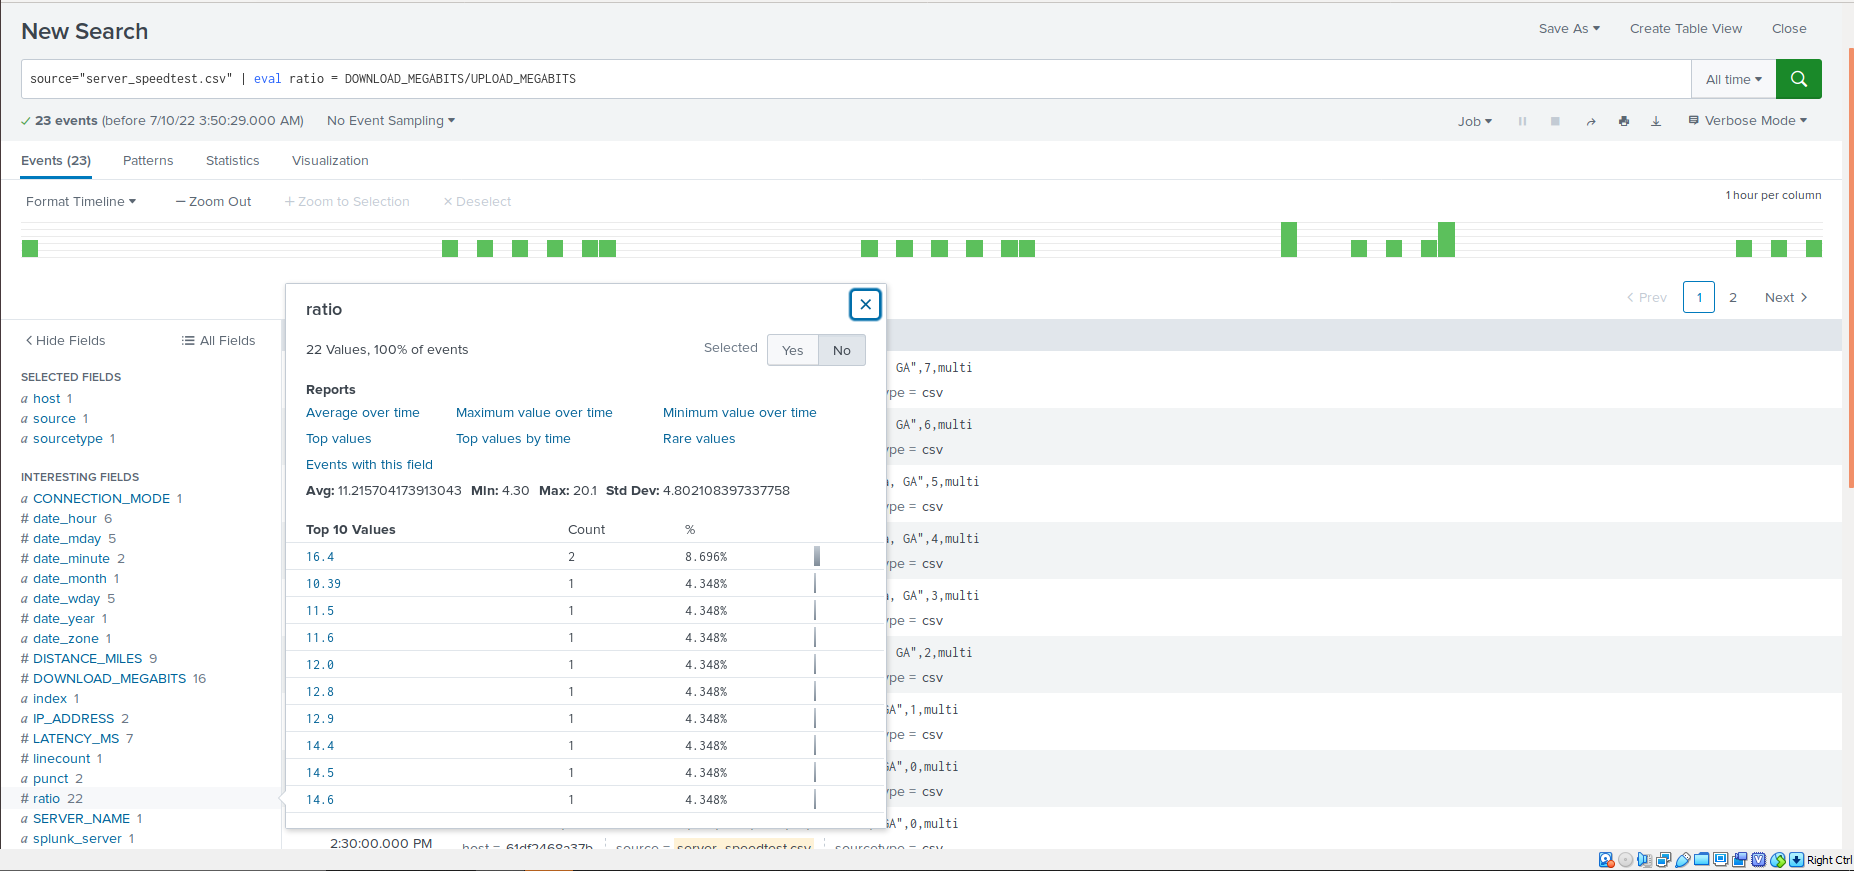 New Search
Save As Create Table View Close
source="server_speedtest.csv" | eval ratio = DOWNLOAD_MEGABITS/UPLOAD_MEGABITS
All time
23 events (before 7/10/22 3:50:29.000 AM) No Event Sampling
Job Verbose Mode
Events (23) Patterns Statistics Visualization
Format Timeline — Zoom Out + Zoom to Selection × Deselect
1 hour per column
< Prev 1 2 Next >
< Hide Fields All Fields
SELECTED FIELDS
a host 1
a source 1
a sourcetype 1
INTERESTING FIELDS
a CONNECTION_MODE 1
# date_hour 6
# date_mday 5
# date_minute 2
a date_month 1
a date_wday 5
# date_year 1
a date_zone 1
# DISTANCE_MILES 9
# DOWNLOAD_MEGABITS 16
a index 1
a IP_ADDRESS 2
# LATENCY_MS 7
# linecount 1
a punct 2
# ratio 22
a SERVER_NAME 1
a splunk_server 1
ratio
22 Values, 100% of events
Selected Yes No
Reports
Average over time Maximum value over time Minimum value over time
Top values Top values by time Rare values
Events with this field
Avg: 11.215704173913043 Min: 4.30 Max: 20.1 Std Dev: 4.802108397337758
Top 10 Values Count %
16.4 2 8.696%
10.39 1 4.348%
11.5 1 4.348%
11.6 1 4.348%
12.0 1 4.348%
12.8 1 4.348%
12.9 1 4.348%
14.4 1 4.348%
14.5 1 4.348%
14.6 1 4.348%
GA",7,multi
pe = csv
GA",6,multi
pe = csv
, GA",5,multi
pe = csv
, GA",4,multi
pe = csv
, GA",3,multi
pe = csv
GA",2,multi
pe = csv
GA",1,multi
pe = csv
GA",0,multi
pe = csv
GA",0,multi
2:30:00.000 PM host = 61df2468a37b source = server_speedtest.csv sourcetype = csv
Right Ctrl